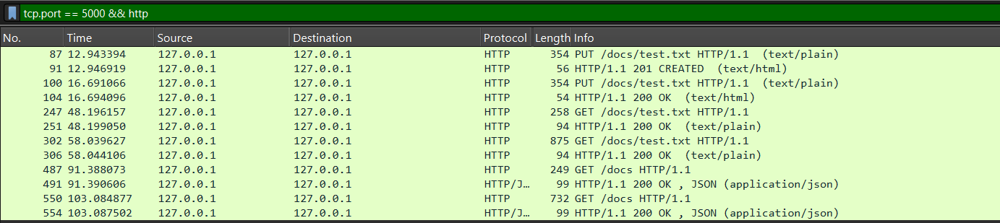 tcp.port == 5000 && http
No. Time Source Destination Protocol Length Info
87 12.943394 127.0.0.1 127.0.0.1 HTTP 354 PUT /docs/test.txt HTTP/1.1 (text/plain)
91 12.946919 127.0.0.1 127.0.0.1 HTTP 56 HTTP/1.1 201 CREATED (text/html)
100 16.691066 127.0.0.1 127.0.0.1 HTTP 354 PUT /docs/test.txt HTTP/1.1 (text/plain)
104 16.694096 127.0.0.1 127.0.0.1 HTTP 54 HTTP/1.1 200 OK (text/html)
247 48.196157 127.0.0.1 127.0.0.1 HTTP 258 GET /docs/test.txt HTTP/1.1
251 48.199050 127.0.0.1 127.0.0.1 HTTP 94 HTTP/1.1 200 OK (text/plain)
302 58.039627 127.0.0.1 127.0.0.1 HTTP 875 GET /docs/test.txt HTTP/1.1
306 58.044106 127.0.0.1 127.0.0.1 HTTP 94 HTTP/1.1 200 OK (text/plain)
487 91.388073 127.0.0.1 127.0.0.1 HTTP 249 GET /docs HTTP/1.1
491 91.390606 127.0.0.1 127.0.0.1 HTTP/J… 99 HTTP/1.1 200 OK , JSON (application/json)
550 103.084877 127.0.0.1 127.0.0.1 HTTP 732 GET /docs HTTP/1.1
554 103.087502 127.0.0.1 127.0.0.1 HTTP/J… 99 HTTP/1.1 200 OK , JSON (application/json)